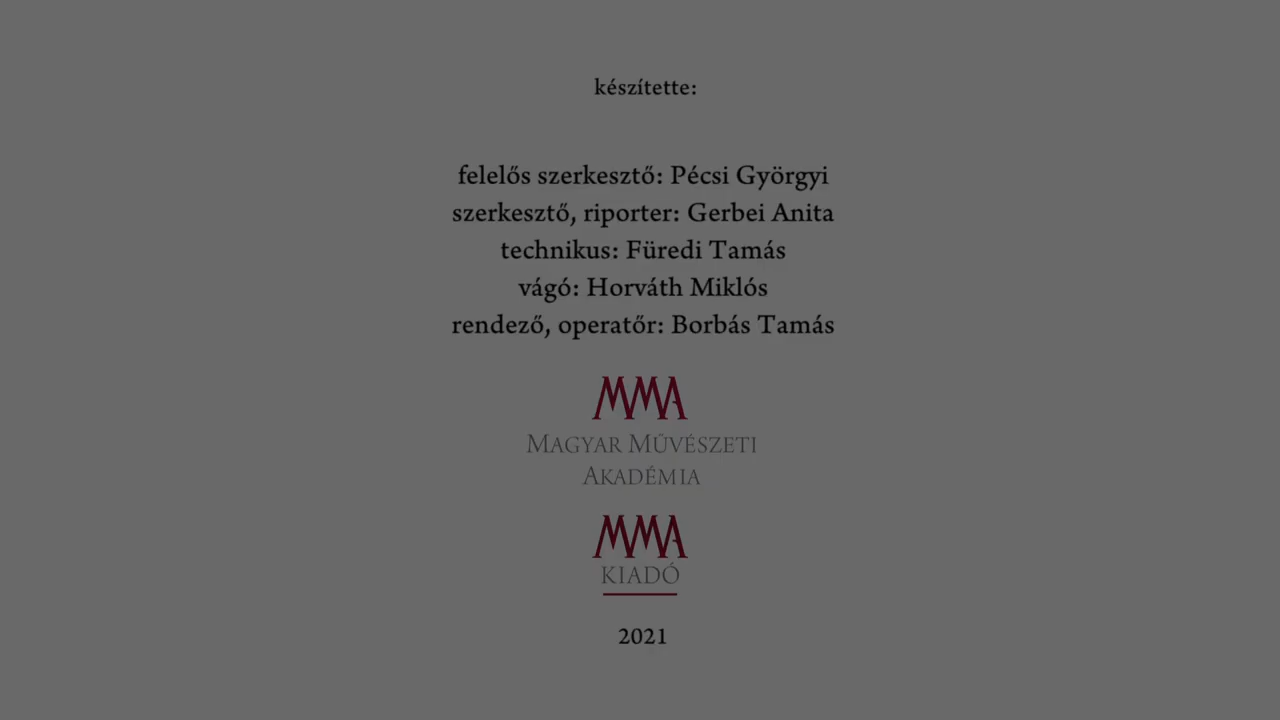 készítette:
felelős szerkesztő: Pécsi Györgyi
szerkesztő, riporter: Gerbei Anita
technikus: Füredi Tamás
vágó: Horváth Miklós
rendező, operatőr: Borbás Tamás
MMA
MAGYAR MŰVÉSZETI
AKADÉMIA
MMA
KIADÓ
2021